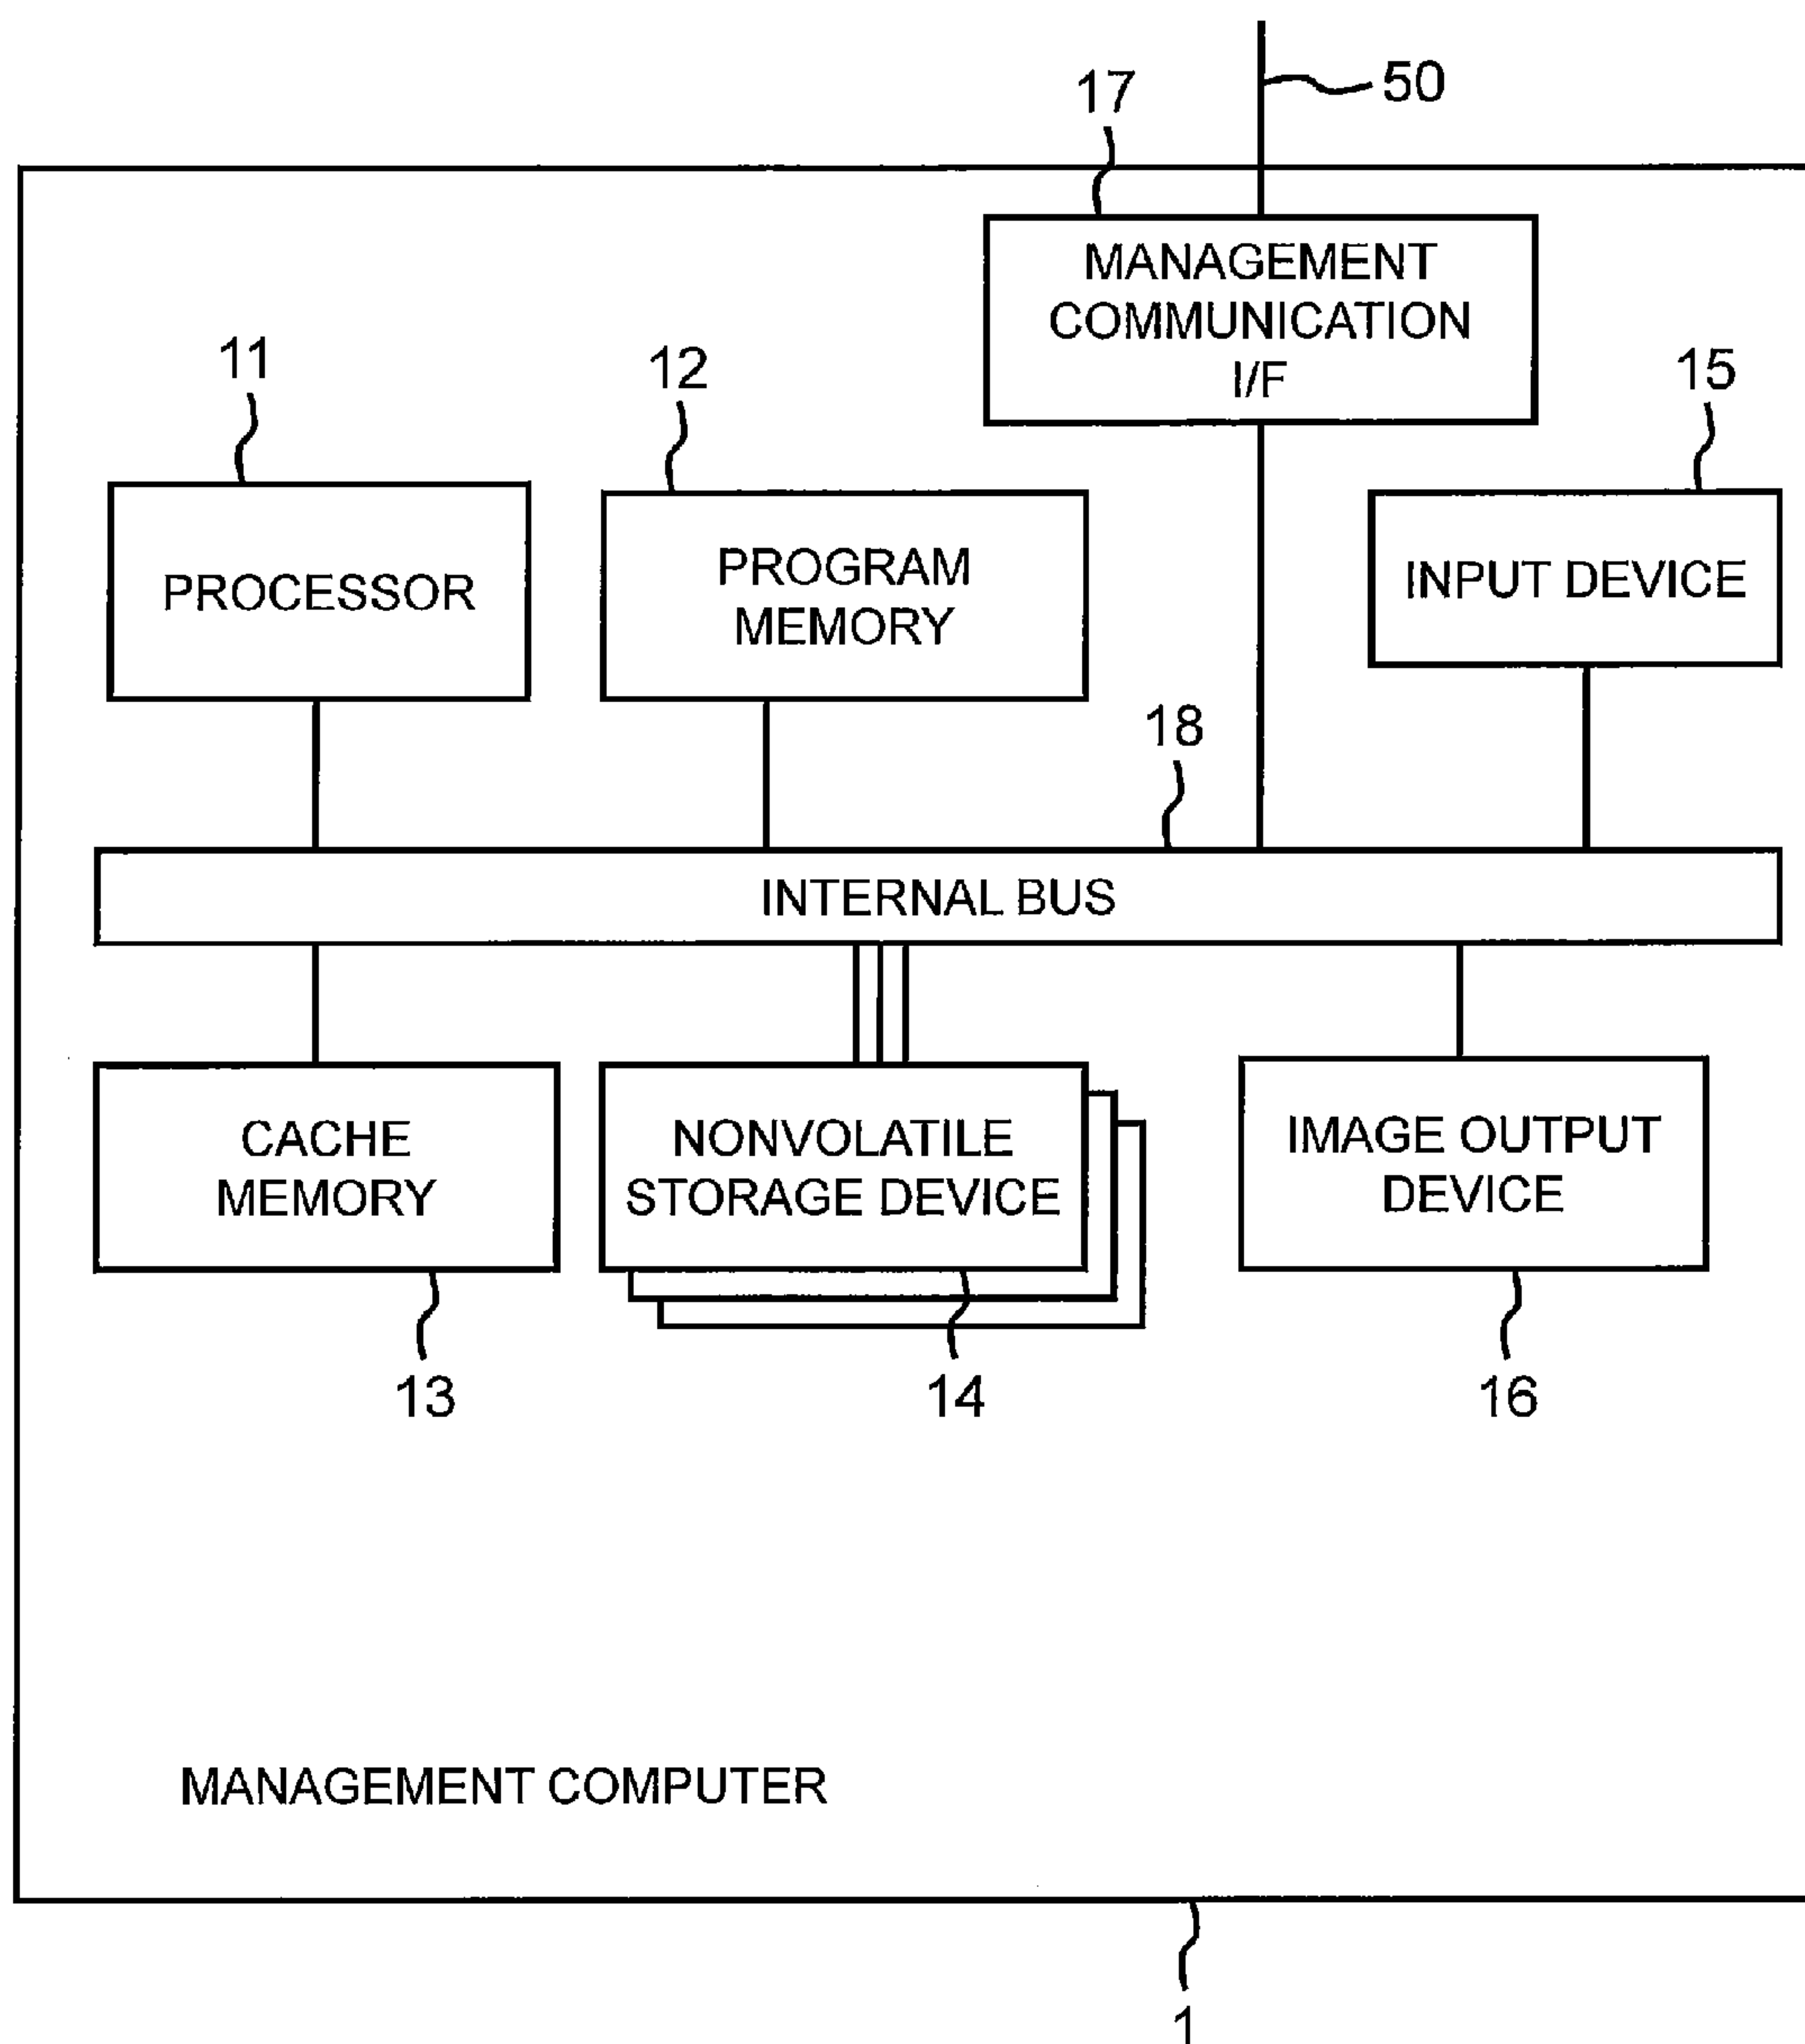 50
17
MANAGEMENT
COMMUNICATION
I/F
11
12
15
PROCESSOR
PROGRAM
MEMORY
INPUT DEVICE
18
INTERNAL BUS
CACHE
MEMORY
NONVOLATILE
STORAGE DEVICE
IMAGE OUTPUT
DEVICE
13
14
16
MANAGEMENT COMPUTER
1